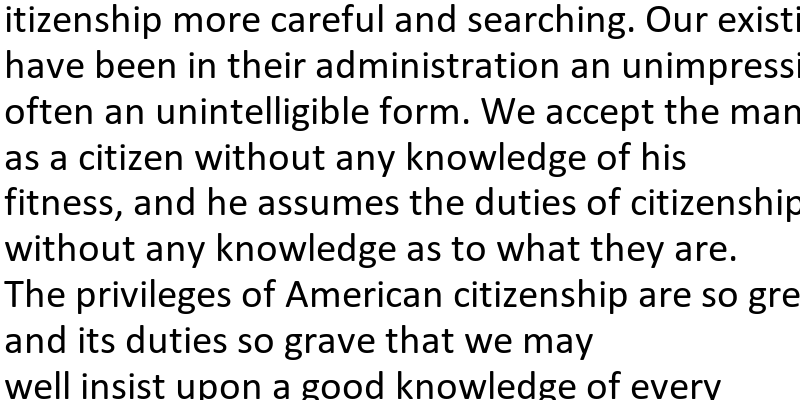 itizenship more careful and searching. Our existi
have been in their administration an unimpressi
often an unintelligible form. We accept the man
as a citizen without any knowledge of his
fitness, and he assumes the duties of citizenship
without any knowledge as to what they are.
The privileges of American citizenship are so gre
and its duties so grave that we may
well insist upon a good knowledge of every